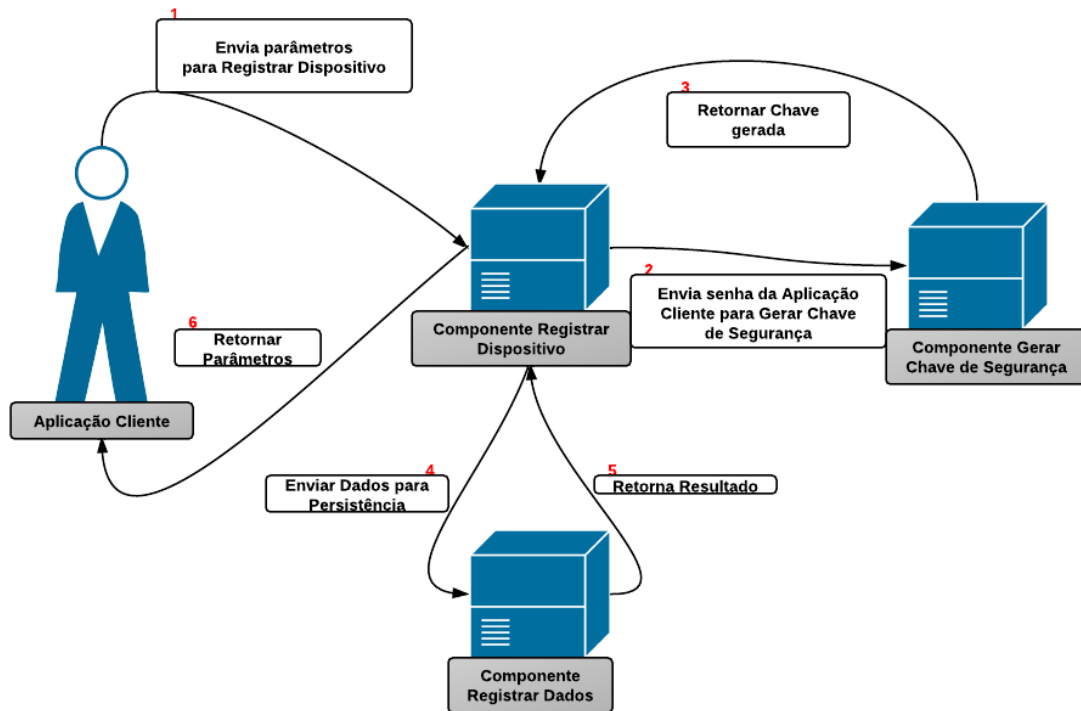 1
Envia parâmetros
para Registrar Dispositivo
3
Retornar Chave
gerada
2
Envia senha da Aplicação
Cliente para Gerar Chave
de Segurança
6
Retornar
Parâmetros
Componente Registrar
Dispositivo
Componente Gerar
Chave de Segurança
Aplicação Cliente
4
Enviar Dados para
Persistência
5
Retorna Resultado
Componente
Registrar Dados